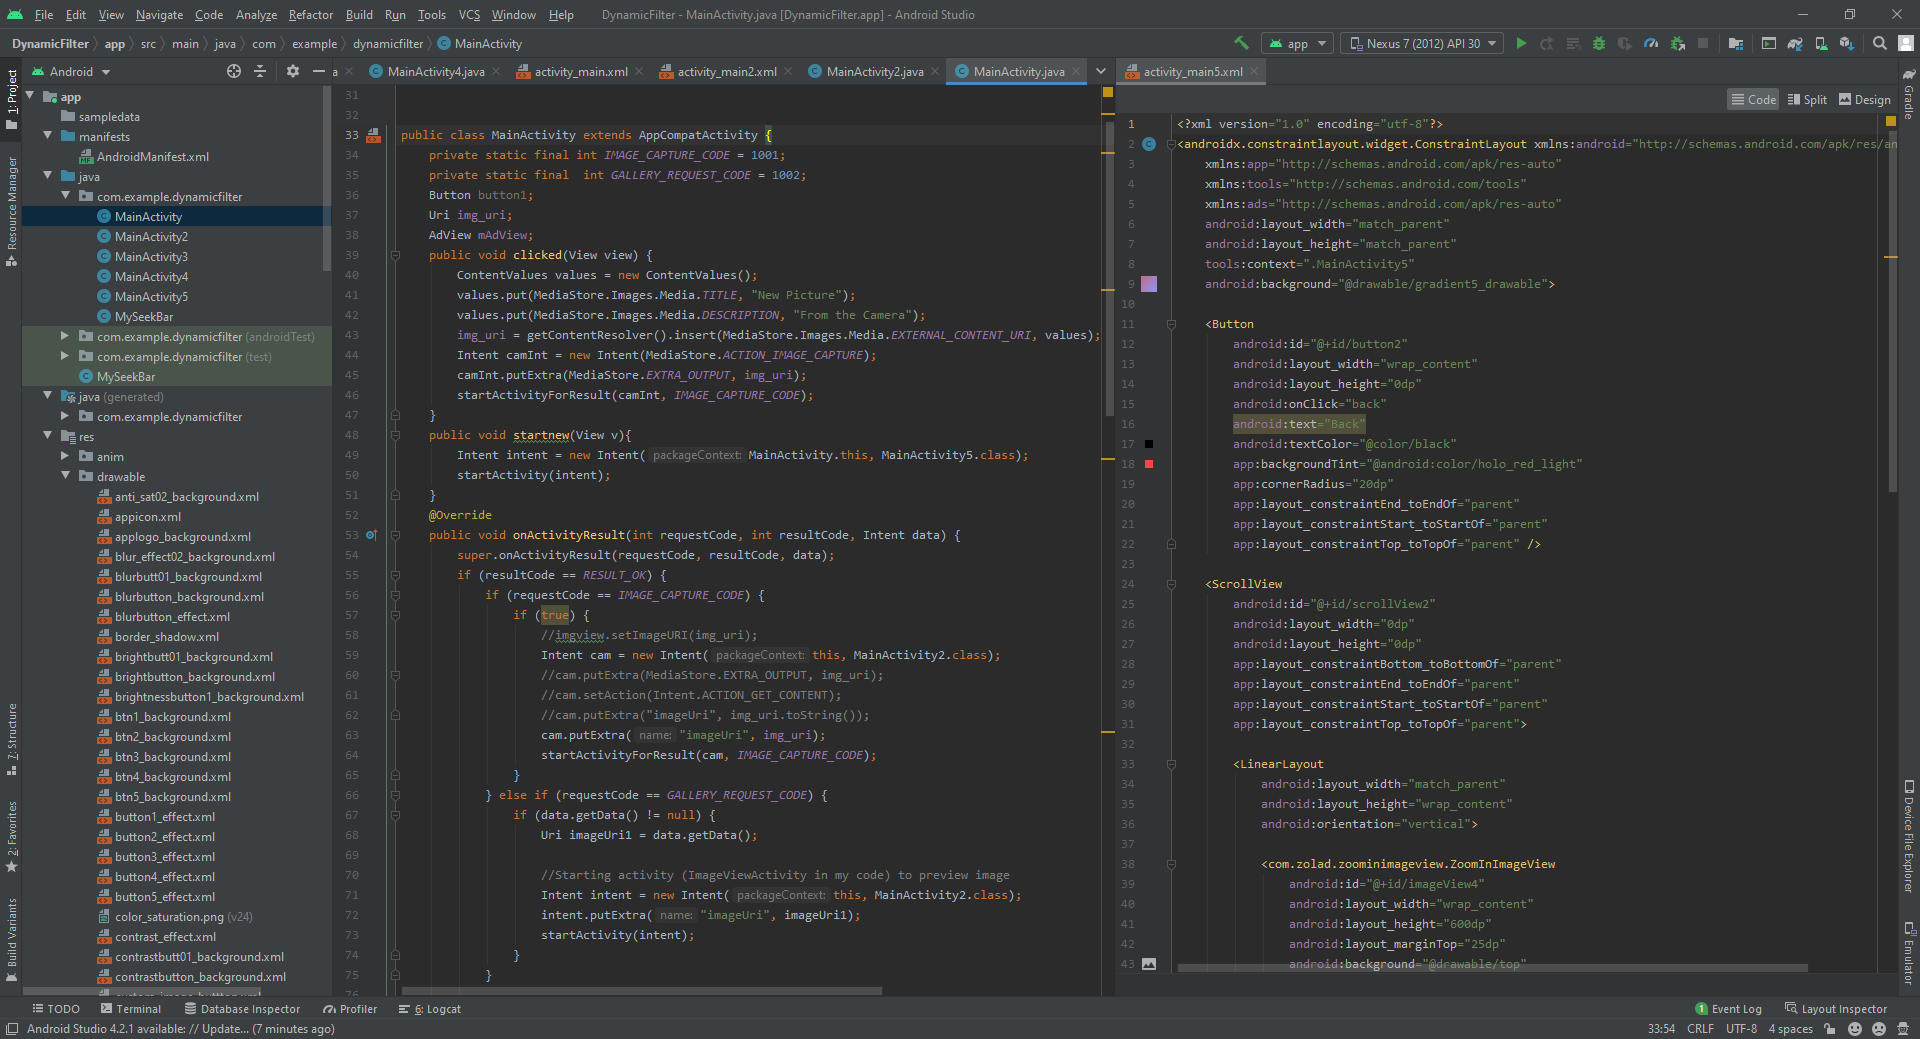 File Edit View Navigate Code Analyze Refactor Build Run Tools VCS Window Help DynamicFilter - MainActivity.java [DynamicFilter.app] - Android Studio
DynamicFilter app src main java com example dynamicfilter MainActivity app Nexus 7 (2012) API 30
Android
a MainActivity4.java activity_main.xml activity_main2.xml MainActivity2.java MainActivity.java activity_main5.xml
Code Split Design
1: Project
Resource Manager
7: Structure
2: Favorites
Build Variants
app
sampledata
manifests
AndroidManifest.xml
java
com.example.dynamicfilter
MainActivity
MainActivity2
MainActivity3
MainActivity4
MainActivity5
MySeekBar
com.example.dynamicfilter (androidTest)
com.example.dynamicfilter (test)
MySeekBar
java (generated)
com.example.dynamicfilter
res
anim
drawable
anti_sat02_background.xml
appicon.xml
applogo_background.xml
blur_effect02_background.xml
blurbutt01_background.xml
blurbutton_background.xml
blurbutton_effect.xml
border_shadow.xml
brightbutt01_background.xml
brightbutton_background.xml
brightnessbutton1_background.xml
btn1_background.xml
btn2_background.xml
btn3_background.xml
btn4_background.xml
btn5_background.xml
button1_effect.xml
button2_effect.xml
button3_effect.xml
button4_effect.xml
button5_effect.xml
color_saturation.png (v24)
contrast_effect.xml
contrastbutt01_background.xml
contrastbutton_background.xml
31
32
33 public class MainActivity extends AppCompatActivity {
34 private static final int IMAGE_CAPTURE_CODE = 1001;
35 private static final  int GALLERY_REQUEST_CODE = 1002;
36 Button button1;
37 Uri img_uri;
38 AdView mAdView;
39 public void clicked(View view) {
40 ContentValues values = new ContentValues();
41 values.put(MediaStore.Images.Media.TITLE, "New Picture");
42 values.put(MediaStore.Images.Media.DESCRIPTION, "From the Camera");
43 img_uri = getContentResolver().insert(MediaStore.Images.Media.EXTERNAL_CONTENT_URI, values);
44 Intent camInt = new Intent(MediaStore.ACTION_IMAGE_CAPTURE);
45 camInt.putExtra(MediaStore.EXTRA_OUTPUT, img_uri);
46 startActivityForResult(camInt, IMAGE_CAPTURE_CODE);
47 }
48 public void startnew(View v){
49 Intent intent = new Intent( packageContext: MainActivity.this, MainActivity5.class);
50 startActivity(intent);
51 }
52 @Override
53 public void onActivityResult(int requestCode, int resultCode, Intent data) {
54 super.onActivityResult(requestCode, resultCode, data);
55 if (resultCode == RESULT_OK) {
56 if (requestCode == IMAGE_CAPTURE_CODE) {
57 if (true) {
58 //imgview.setImageURI(img_uri);
59 Intent cam = new Intent( packageContext: this, MainActivity2.class);
60 //cam.putExtra(MediaStore.EXTRA_OUTPUT, img_uri);
61 //cam.setAction(Intent.ACTION_GET_CONTENT);
62 //cam.putExtra("imageUri", img_uri.toString());
63 cam.putExtra( name: "imageUri", img_uri);
64 startActivityForResult(cam, IMAGE_CAPTURE_CODE);
65 }
66 } else if (requestCode == GALLERY_REQUEST_CODE) {
67 if (data.getData() != null) {
68 Uri imageUri1 = data.getData();
69
70 //Starting activity (ImageViewActivity in my code) to preview image
71 Intent intent = new Intent( packageContext: this, MainActivity2.class);
72 intent.putExtra( name: "imageUri", imageUri1);
73 startActivity(intent);
74 }
75 }
76
1 <?xml version="1.0" encoding="utf-8"?>
2 <androidx.constraintlayout.widget.ConstraintLayout xmlns:android="http://schemas.android.com/apk/res/an
3 xmlns:app="http://schemas.android.com/apk/res-auto"
4 xmlns:tools="http://schemas.android.com/tools"
5 xmlns:ads="http://schemas.android.com/apk/res-auto"
6 android:layout_width="match_parent"
7 android:layout_height="match_parent"
8 tools:context=".MainActivity5"
9 android:background="@drawable/gradient5_drawable">
10
11 <Button
12 android:id="@+id/button2"
13 android:layout_width="wrap_content"
14 android:layout_height="0dp"
15 android:onClick="back"
16 android:text="Back"
17 android:textColor="@color/black"
18 app:backgroundTint="@android:color/holo_red_light"
19 app:cornerRadius="20dp"
20 app:layout_constraintEnd_toEndOf="parent"
21 app:layout_constraintStart_toStartOf="parent"
22 app:layout_constraintTop_toTopOf="parent" />
23
24 <ScrollView
25 android:id="@+id/scrollView2"
26 android:layout_width="0dp"
27 android:layout_height="0dp"
28 app:layout_constraintBottom_toBottomOf="parent"
29 app:layout_constraintEnd_toEndOf="parent"
30 app:layout_constraintStart_toStartOf="parent"
31 app:layout_constraintTop_toTopOf="parent">
32
33 <LinearLayout
34 android:layout_width="match_parent"
35 android:layout_height="wrap_content"
36 android:orientation="vertical">
37
38 <com.zolad.zoominimageview.ZoomInImageView
39 android:id="@+id/imageView4"
40 android:layout_width="wrap_content"
41 android:layout_height="600dp"
42 android:layout_marginTop="25dp"
43 android:background="@drawable/top"
Gradle
Device File Explorer
Emulator
TODO Terminal Database Inspector Profiler 6: Logcat 1 Event Log Layout Inspector
Android Studio 4.2.1 available: // Update... (7 minutes ago) 33:54 CRLF UTF-8 4 spaces